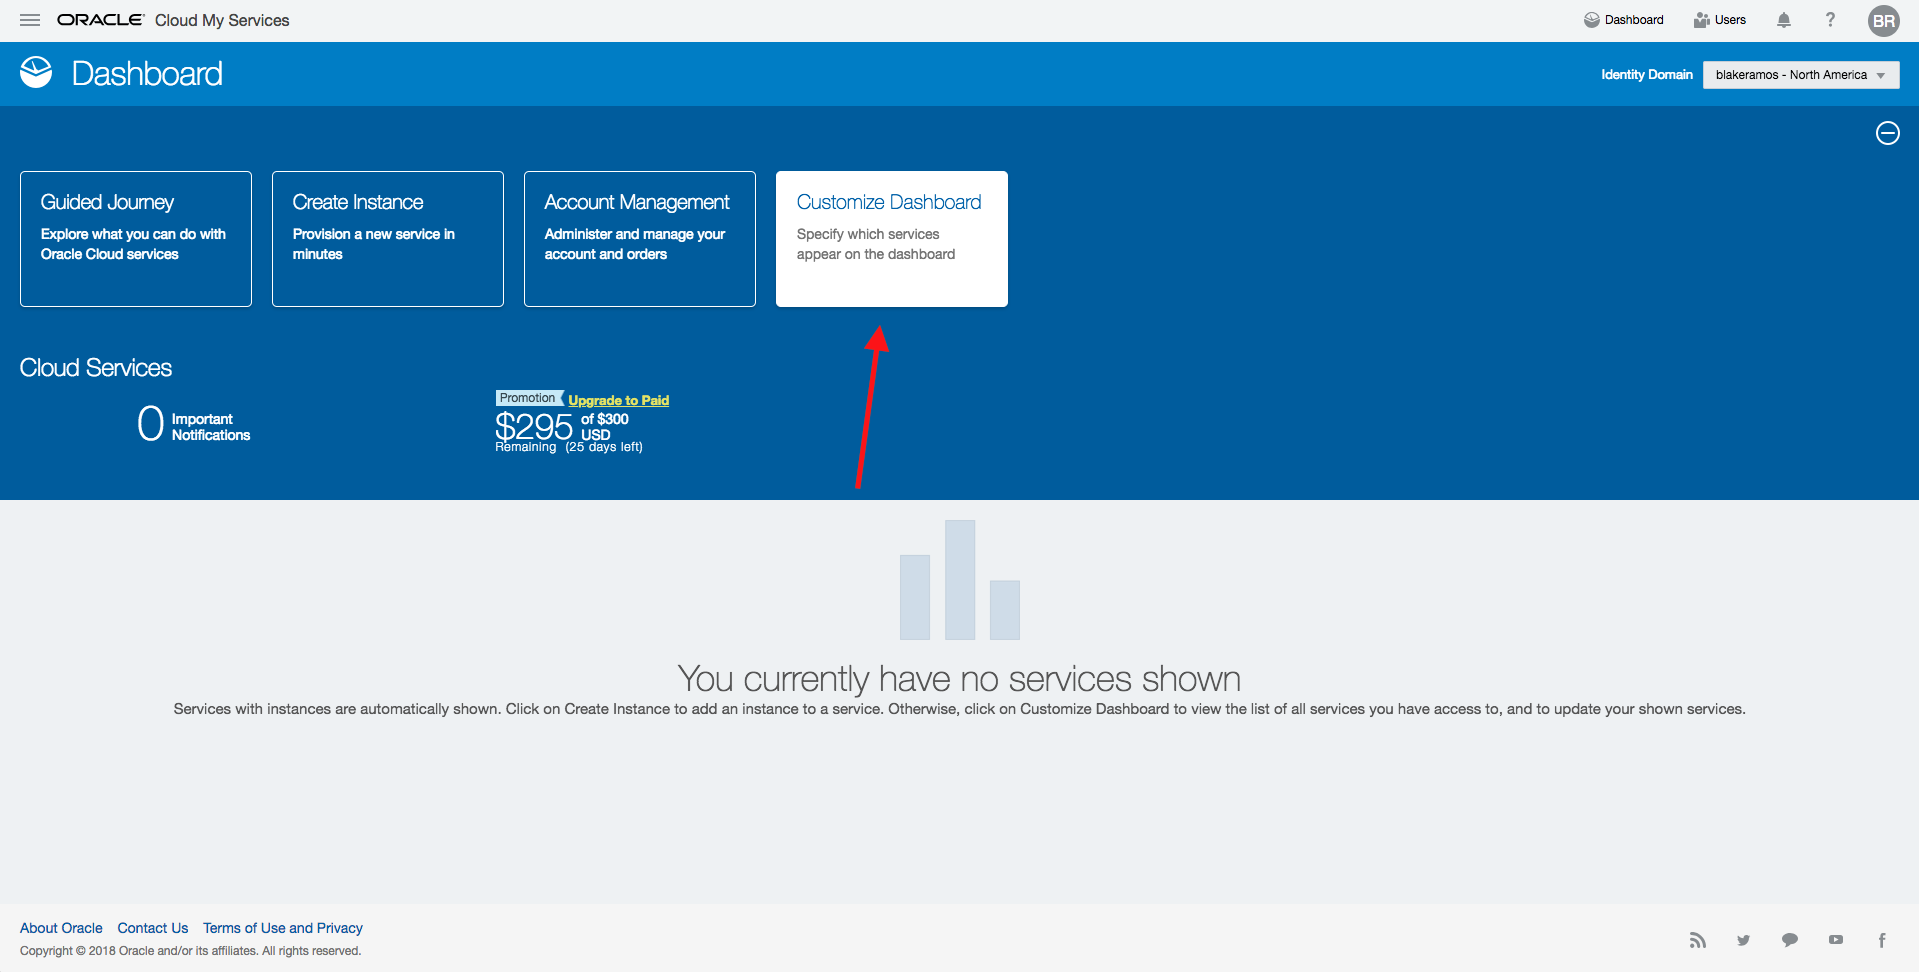 ORACLE Cloud My Services
Dashboard
Users
?
BR
Dashboard
Identity Domain
blakeramos - North America
Guided Journey
Explore what you can do with
Oracle Cloud services
Create Instance
Provision a new service in
minutes
Account Management
Administer and manage your
account and orders
Customize Dashboard
Specify which services
appear on the dashboard
Cloud Services
0 Important
Notifications
Promotion Upgrade to Paid
$295 of $300
USD
Remaining (25 days left)
You currently have no services shown
Services with instances are automatically shown. Click on Create Instance to add an instance to a service. Otherwise, click on Customize Dashboard to view the list of all services you have access to, and to update your shown services.
About Oracle Contact Us Terms of Use and Privacy
Copyright © 2018 Oracle and/or its affiliates. All rights reserved.